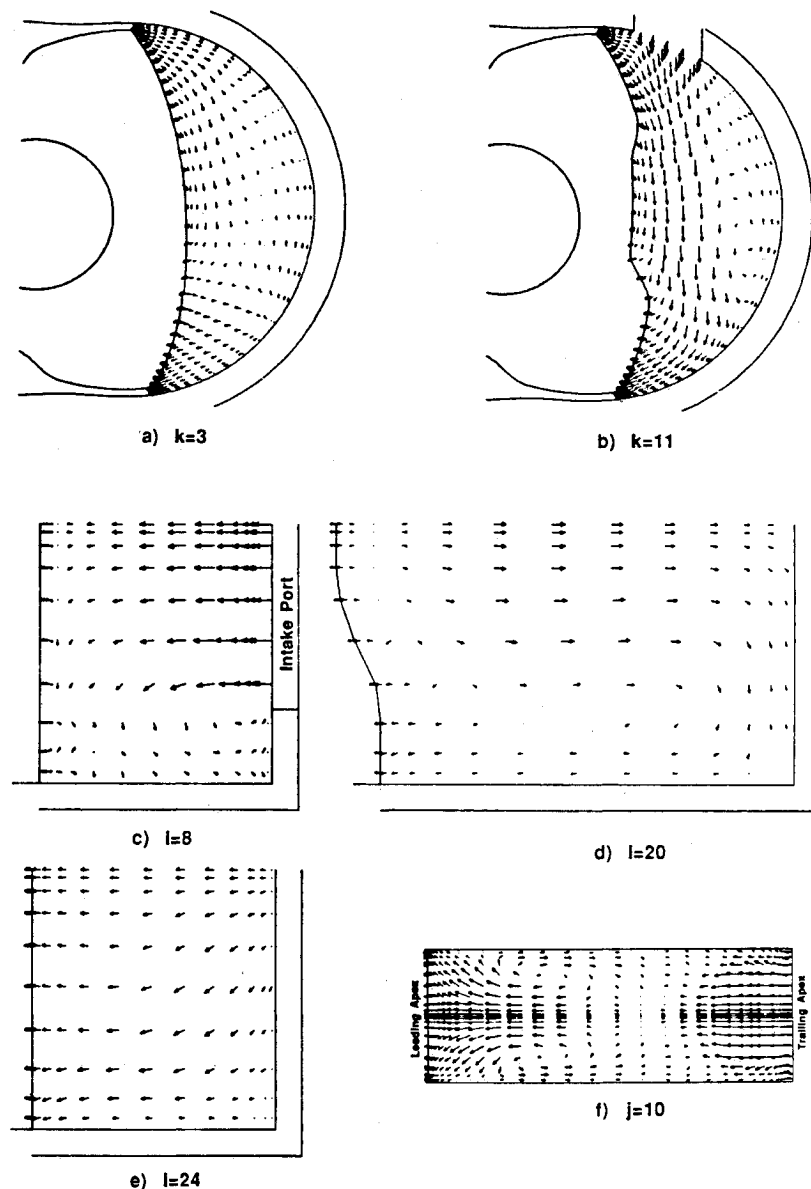 a) k=3
b) k=11
Intake Port
c) i=8
d) i=20
e) i=24
Leading Apex
Trailing Apex
f) j=10